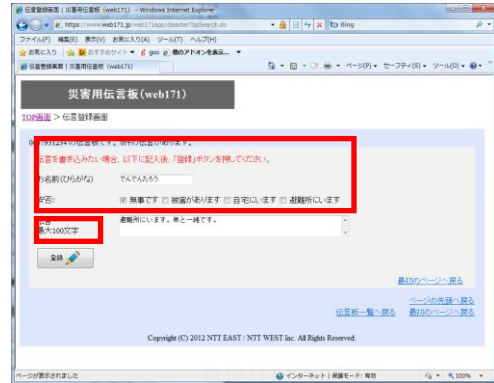 伝言登録画面 | 災害用伝言板 (web171) - Windows Internet Explorer
https://www.web171.jp/web171app/disasterTopSearch.do
Bing
ファイル(F) 編集(E) 表示(V) お気に入り(A) ツール(T) ヘルプ(H)
お気に入り おすすめサイト goo 他のアドオンを表示...
伝言登録画面 | 災害用伝言板 (web171)
ページ(P) セーフティ(S) ツール(O)
災害用伝言板(web171)
TOP画面 > 伝言登録画面
伝言を書き込みたい場合、以下に記入後、「登録」ボタンを押してください。
お名前(ひらがな) でんでんたろう
安否: 無事です 被害があります 自宅にいます 避難所にいます
伝言 避難所にいます。弟と一緒です。
最大100文字
登録
最初のページへ戻る
ページの先頭へ戻る
伝言板一覧へ戻る 最初のページへ戻る
Copyright (C) 2012 NTT EAST / NTT WEST Inc. All Rights Reserved.
ページが表示されました インターネット | 保護モード: 無効 100%